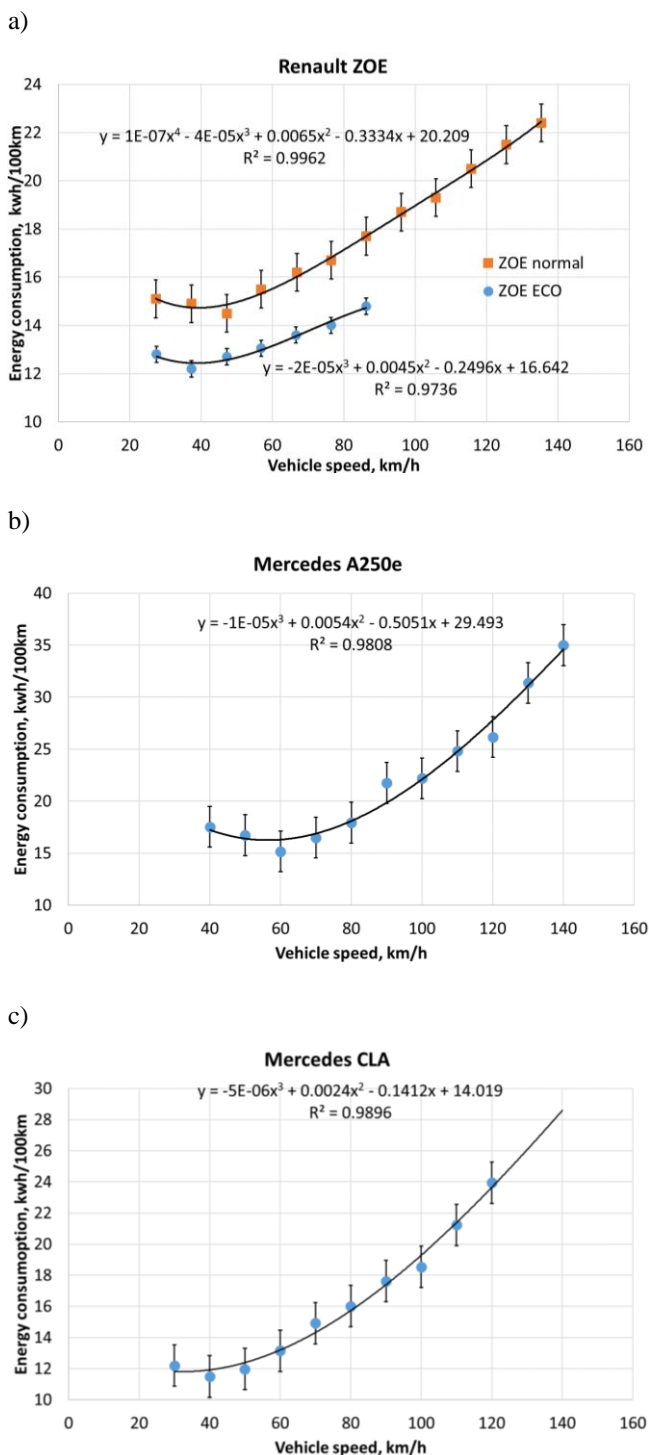 a)
Renault ZOE
y = 1E-07x⁴ - 4E-05x³ + 0.0065x² - 0.3334x + 20.209
R² = 0.9962
ZOE normal
ZOE ECO
y = -2E-05x³ + 0.0045x² - 0.2496x + 16.642
R² = 0.9736
Energy consumption, kwh/100km
24
22
20
18
16
14
12
10
0 20 40 60 80 100 120 140 160
Vehicle speed, km/h
b)
Mercedes A250e
y = -1E-05x³ + 0.0054x² - 0.5051x + 29.493
R² = 0.9808
Energy consumption, kwh/100km
40
35
30
25
20
15
10
0 20 40 60 80 100 120 140 160
Vehicle speed, km/h
c)
Mercedes CLA
y = -5E-06x³ + 0.0024x² - 0.1412x + 14.019
R² = 0.9896
Energy consumoption, kwh/100km
30
28
26
24
22
20
18
16
14
12
10
0 20 40 60 80 100 120 140 160
Vehicle speed, km/h